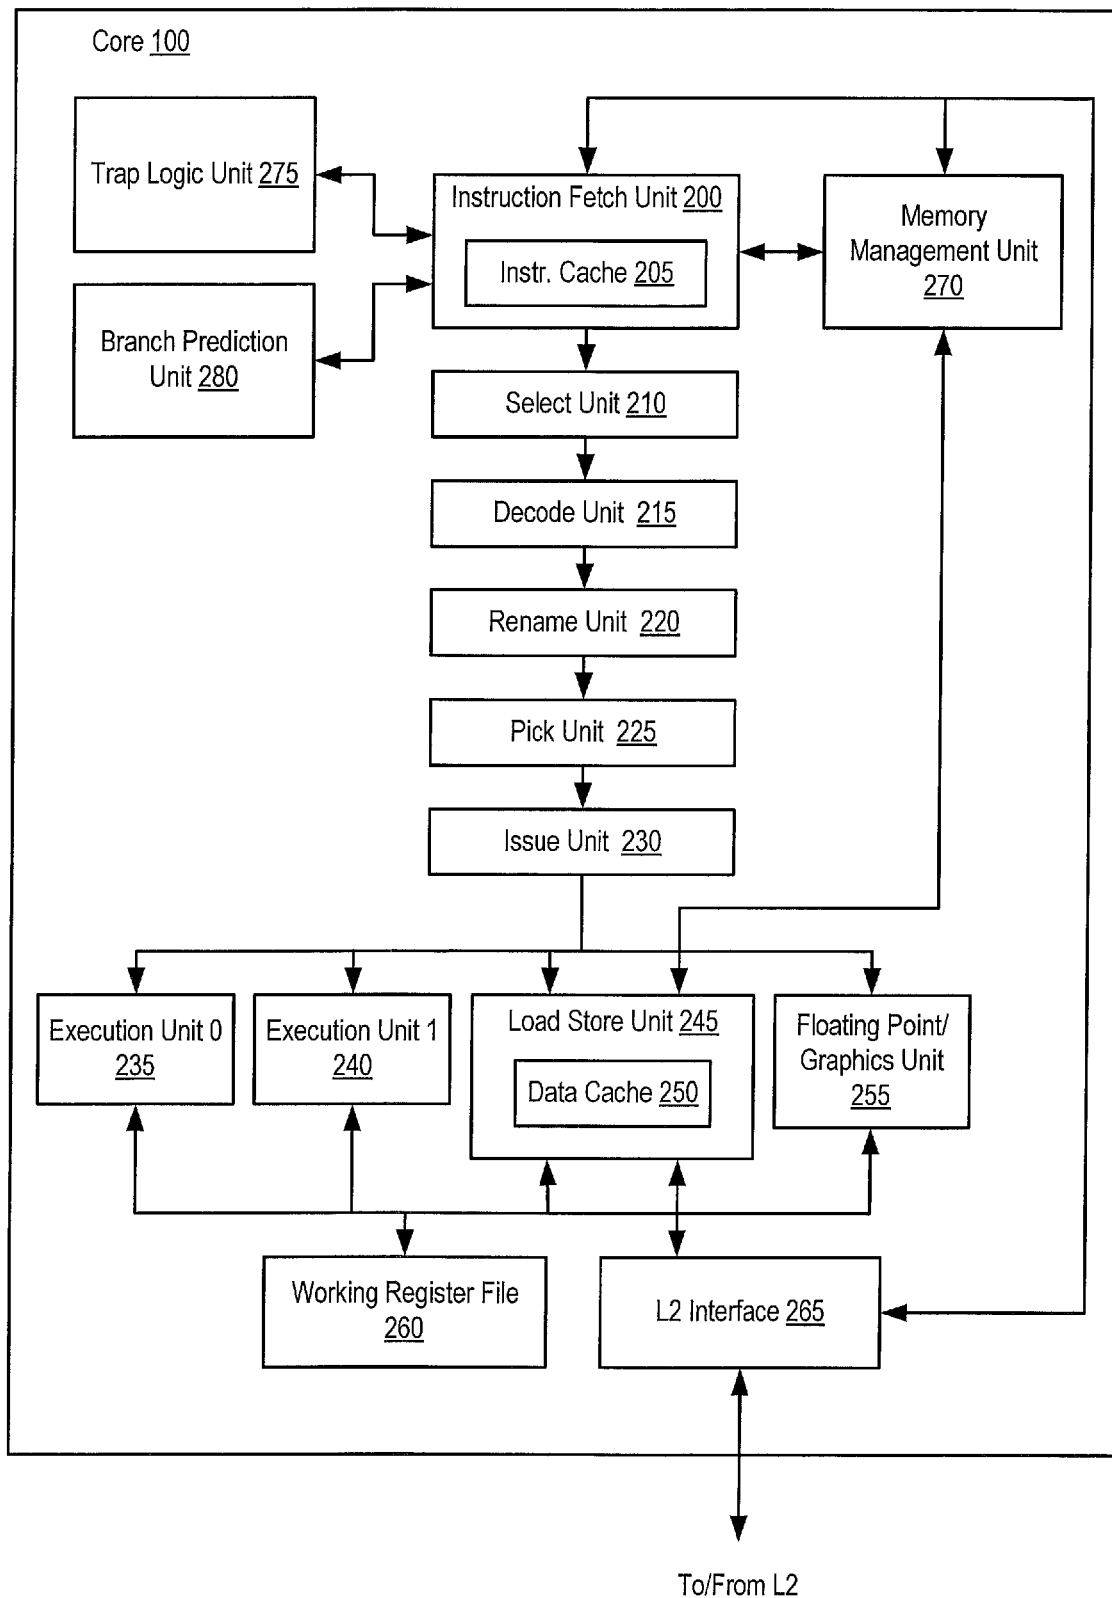 Core 100
Trap Logic Unit 275
Instruction Fetch Unit 200
Instr. Cache 205
Memory
Management Unit
270
Branch Prediction
Unit 280
Select Unit 210
Decode Unit 215
Rename Unit 220
Pick Unit 225
Issue Unit 230
Execution Unit 0
235
Execution Unit 1
240
Load Store Unit 245
Data Cache 250
Floating Point/
Graphics Unit
255
Working Register File
260
L2 Interface 265
To/From L2